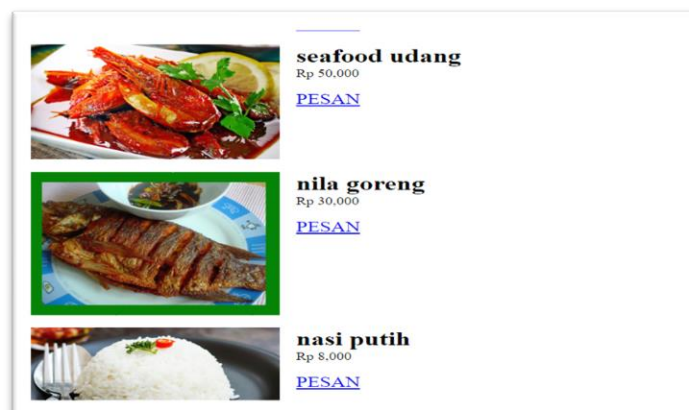 seafood udang
Rp 50.000
PESAN
nila goreng
Rp 30.000
PESAN
nasi putih
Rp 8.000
PESAN